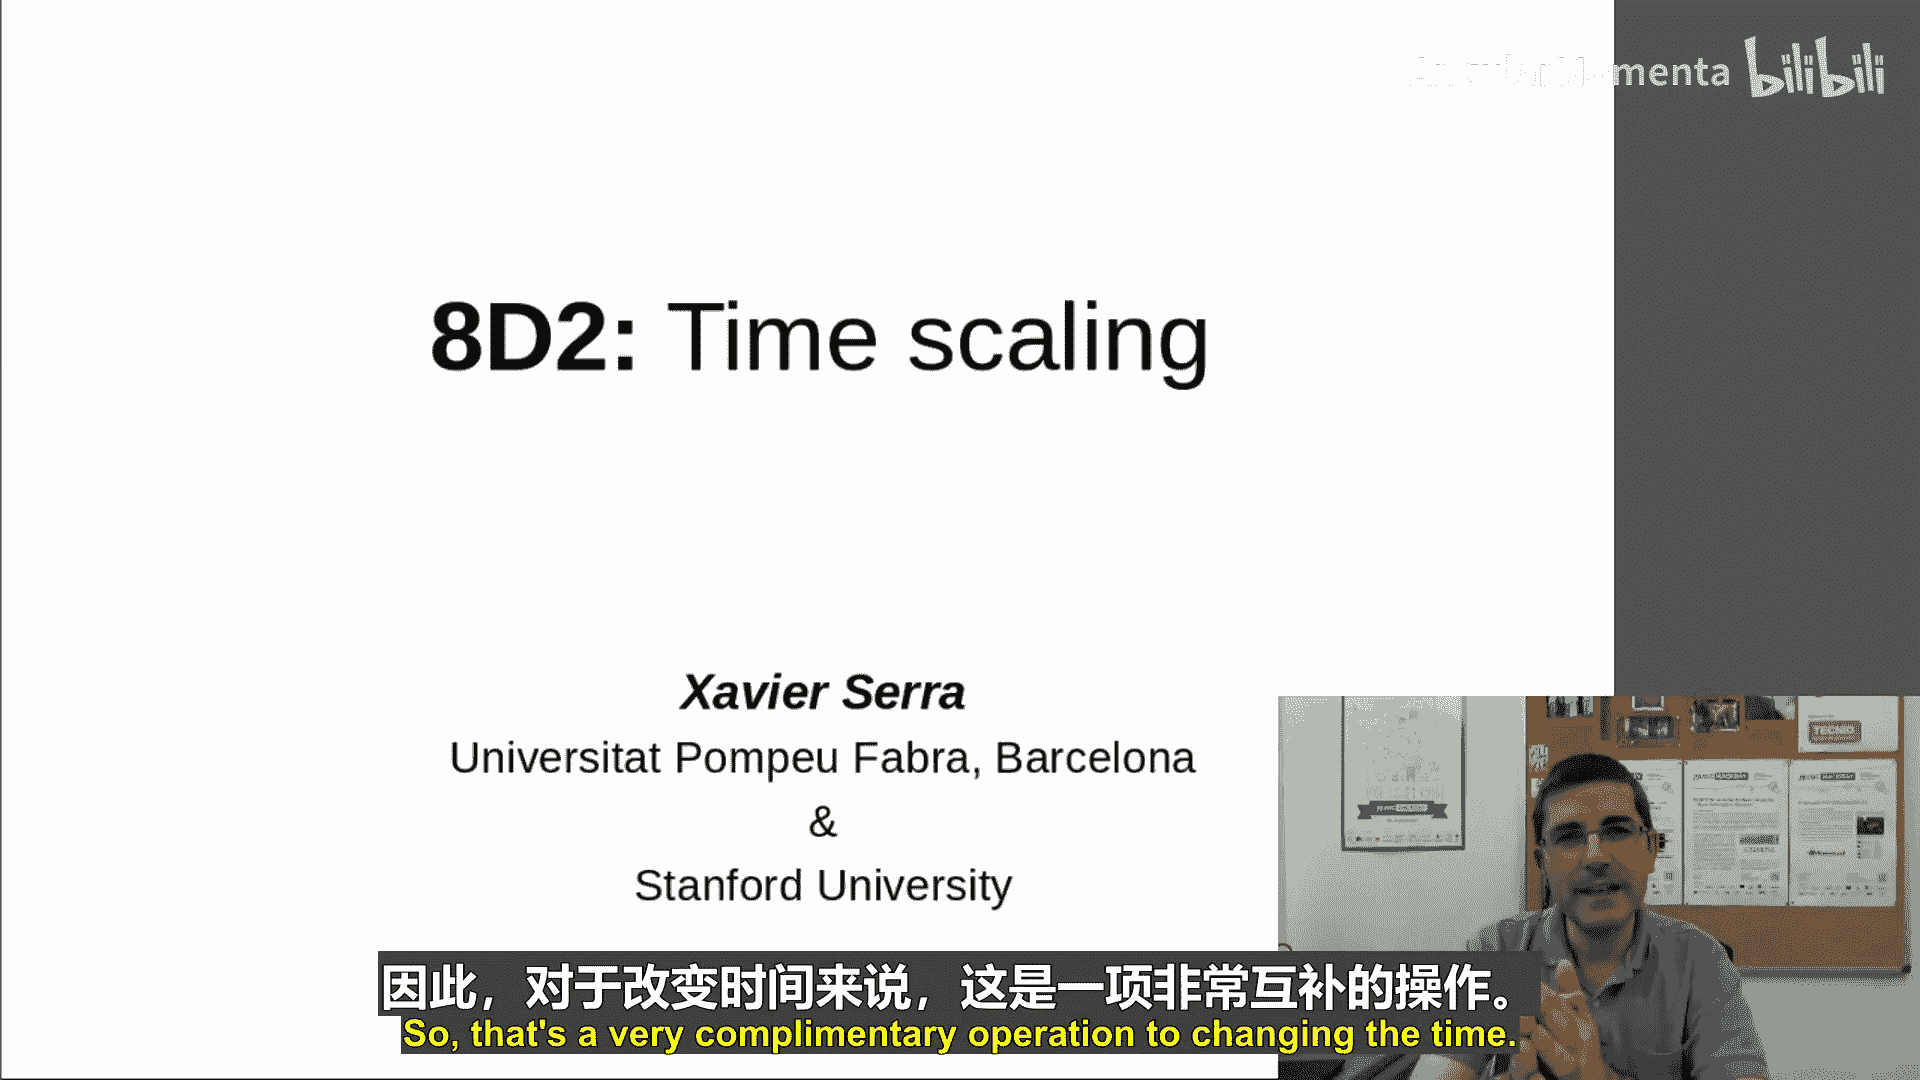 menta bilibili
8D2: Time scaling
Xavier Serra
Universitat Pompeu Fabra, Barcelona
&
Stanford University
TECNIO
因此，对于改变时间来说，这是一项非常互补的操作。
So, that's a very complimentary operation to changing the time.